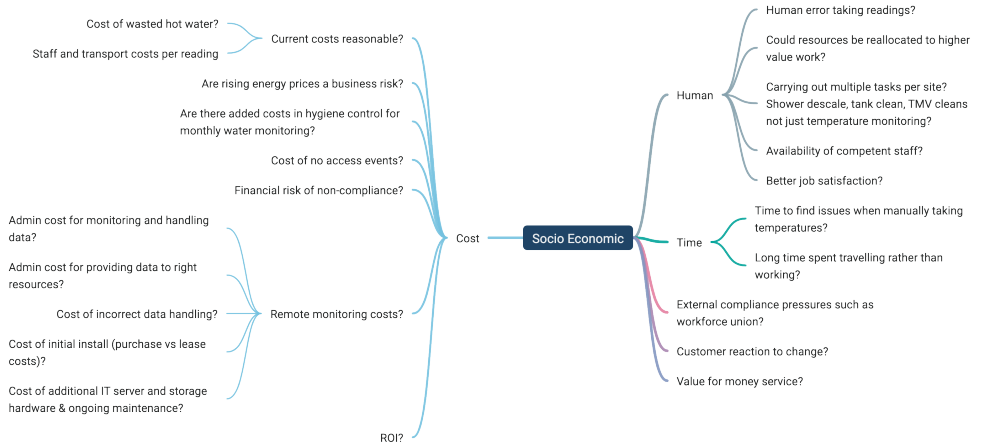 Cost of wasted hot water?
Staff and transport costs per reading
Current costs reasonable?
Are rising energy prices a business risk?
Are there added costs in hygiene control for
monthly water monitoring?
Cost of no access events?
Financial risk of non-compliance?
Admin cost for monitoring and handling
data?
Admin cost for providing data to right
resources?
Cost of incorrect data handling?
Cost of initial install (purchase vs lease
costs)?
Cost of additional IT server and storage
hardware & ongoing maintenance?
Remote monitoring costs?
ROI?
Cost
Socio Economic
Human
Human error taking readings?
Could resources be reallocated to higher
value work?
Carrying out multiple tasks per site?
Shower descale, tank clean, TMV cleans
not just temperature monitoring?
Availability of competent staff?
Better job satisfaction?
Time
Time to find issues when manually taking
temperatures?
Long time spent travelling rather than
working?
External compliance pressures such as
workforce union?
Customer reaction to change?
Value for money service?